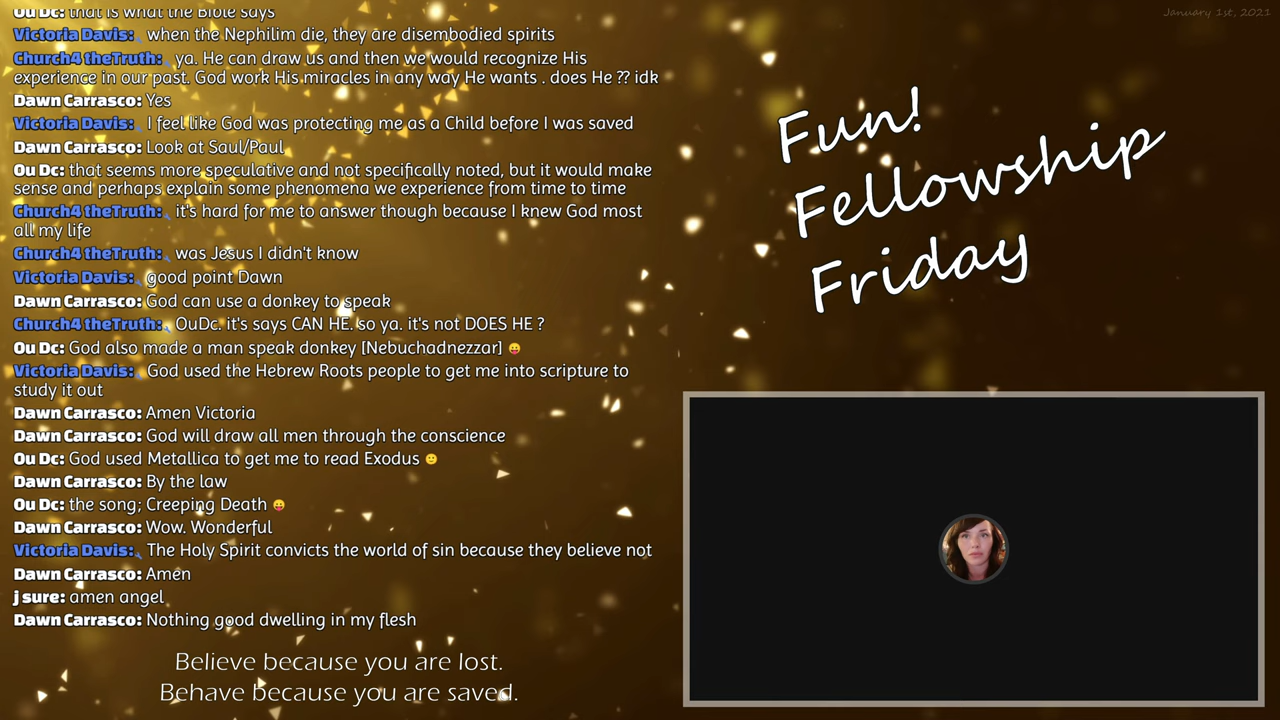 Ou Dc: that is what the Bible says
Victoria Davis: when the Nephilim die, they are disembodied spirits
Church4 theTruth: ya. He can draw us and then we would recognize His
experience in our past. God work His miracles in any way He wants . does He ?? idk
Dawn Carrasco: Yes
Victoria Davis: I feel like God was protecting me as a Child before I was saved
Dawn Carrasco: Look at Saul/Paul
Ou Dc: that seems more speculative and not specifically noted, but it would make
sense and perhaps explain some phenomena we experience from time to time
Church4 theTruth: it's hard for me to answer though because I knew God most
all my life
Church4 theTruth: was Jesus I didn't know
Victoria Davis: good point Dawn
Dawn Carrasco: God can use a donkey to speak
Church4 theTruth: OuDc. it's says CAN HE. so ya. it's not DOES HE ?
Ou Dc: God also made a man speak donkey [Nebuchadnezzar] 😛
Victoria Davis: God used the Hebrew Roots people to get me into scripture to
study it out
Dawn Carrasco: Amen Victoria
Dawn Carrasco: God will draw all men through the conscience
Ou Dc: God used Metallica to get me to read Exodus 🙂
Dawn Carrasco: By the law
Ou Dc: the song; Creeping Death 😛
Dawn Carrasco: Wow. Wonderful
Victoria Davis: The Holy Spirit convicts the world of sin because they believe not
Dawn Carrasco: Amen
j sure: amen angel
Dawn Carrasco: Nothing good dwelling in my flesh
Believe because you are lost.
Behave because you are saved.
January 1st, 2021
Fun!
Fellowship
Friday